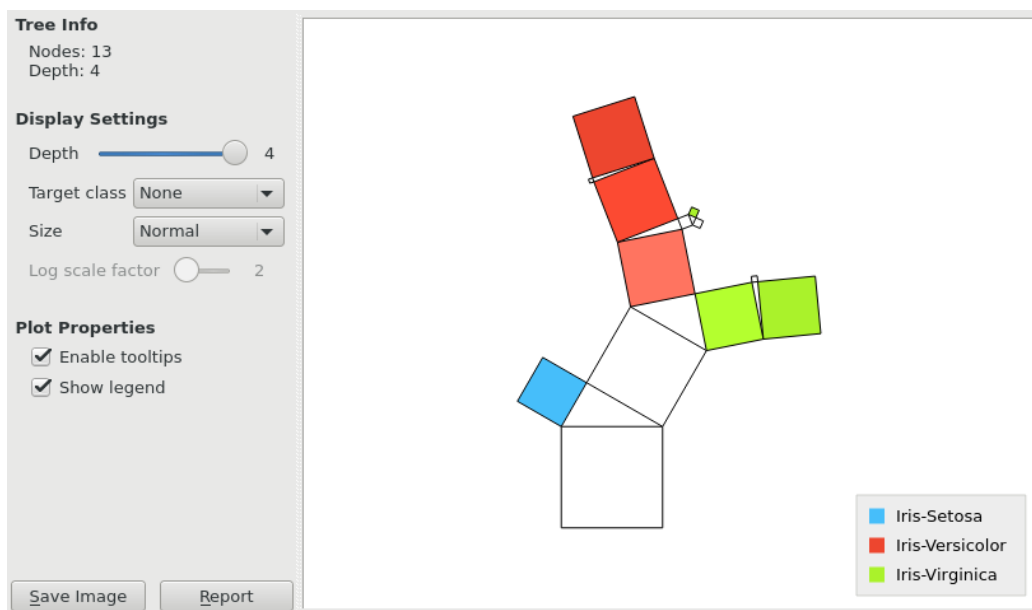 Tree Info
Nodes: 13
Depth: 4
Display Settings
Depth 4
Target class None
Size Normal
Log scale factor 2
Plot Properties
Enable tooltips
Show legend
Save Image Report
Iris-Setosa
Iris-Versicolor
Iris-Virginica